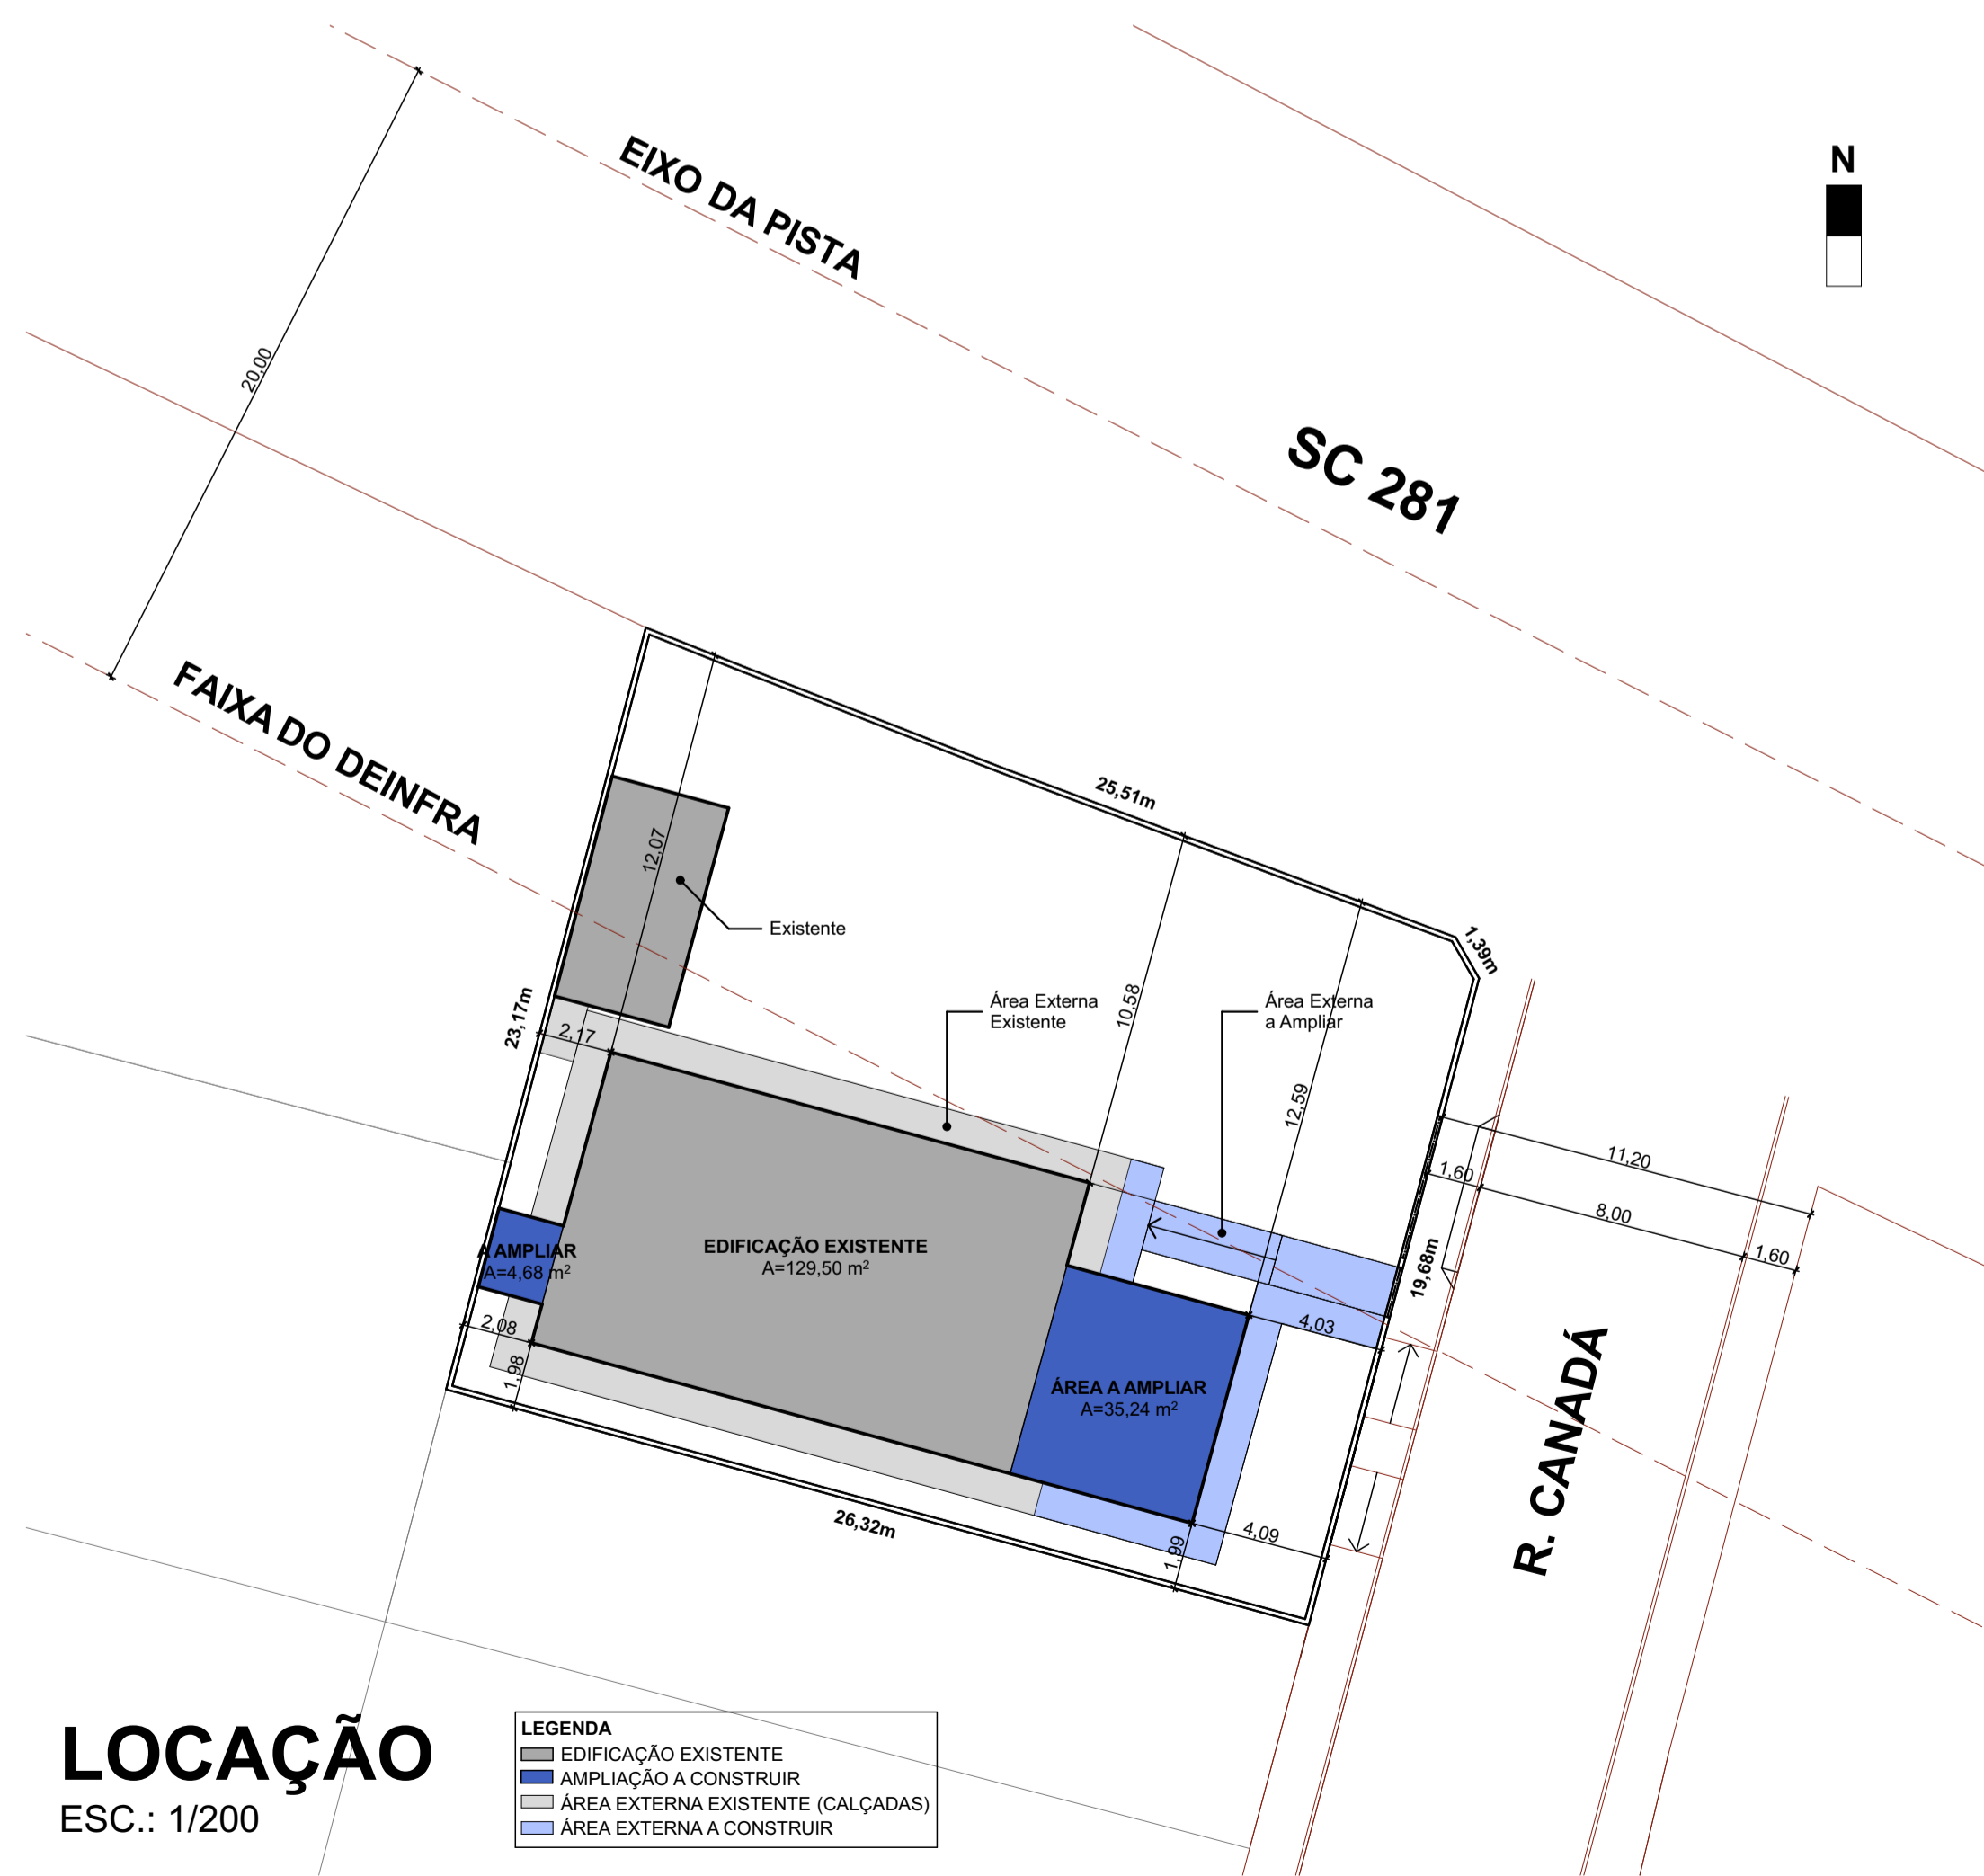 N
EIXO DA PISTA
20,00
SC 281
FAIXA DO DEINFRA
25,51m
12,07
Existente
1,39m
10,58
Área Externa
Existente
Área Externa
a Ampliar
23,17m
2,17
12,59
11,20
1,60
8,00
1,60
19,68m
A AMPLIAR
A=4,68 m²
EDIFICAÇÃO EXISTENTE
A=129,50 m²
2,08
1,98
4,03
ÁREA A AMPLIAR
A=35,24 m²
R. CANADÁ
26,32m
4,09
1,99
LOCAÇÃO
ESC.: 1/200
LEGENDA
EDIFICAÇÃO EXISTENTE
AMPLIAÇÃO A CONSTRUIR
ÁREA EXTERNA EXISTENTE (CALÇADAS)
ÁREA EXTERNA A CONSTRUIR